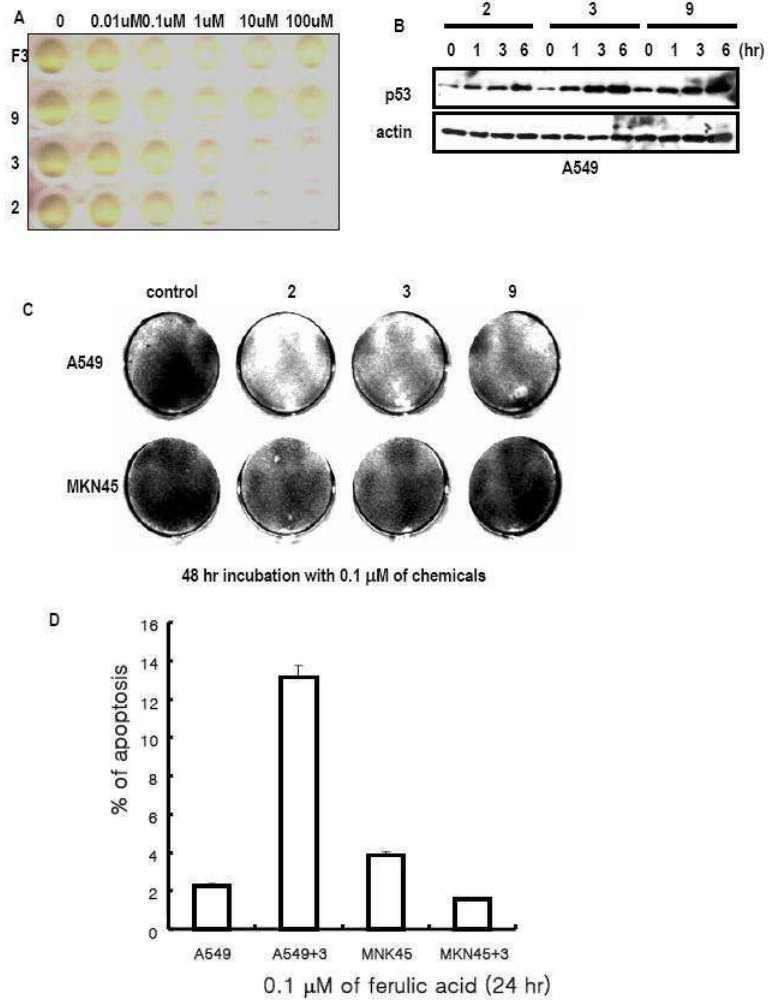 A
0 0.01uM0.1uM 1uM 10uM 100uM
F3
9
3
2
B
2 3 9
0 1 3 6 0 1 3 6 0 1 3 6 (hr)
p53
actin
A549
C
control 2 3 9
A549
MKN45
48 hr incubation with 0.1 μM of chemicals
D
% of apoptosis
16
14
12
10
8
6
4
2
0
A549 A549+3 MNK45 MKN45+3
0.1 μM of ferulic acid (24 hr)